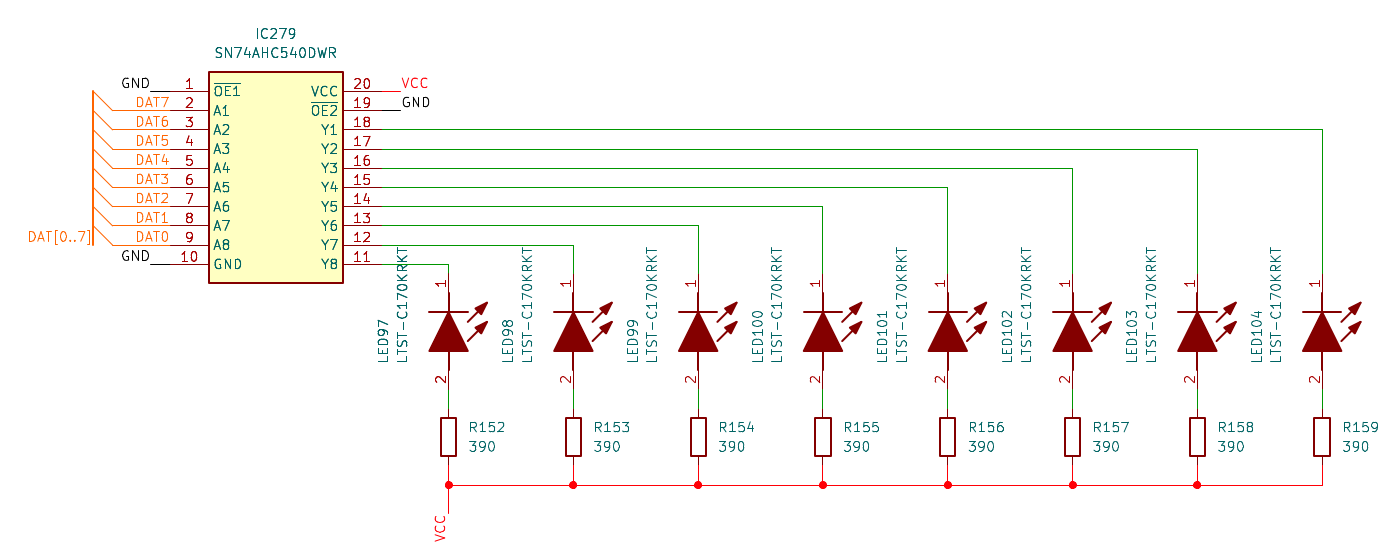 IC279
SN74AHC540DWR
GND 1 OE1 VCC 20 VCC
DAT7 2 A1 OE2 19 GND
DAT6 3 A2 Y1 18
DAT5 4 A3 Y2 17
DAT4 5 A4 Y3 16
DAT3 6 A5 Y4 15
DAT2 7 A6 Y5 14
DAT1 8 A7 Y6 13
DAT[0..7] DAT0 9 A8 Y7 12
GND 10 GND Y8 11
LED97
LTST-C170KRKT
1
2
LED98
LTST-C170KRKT
1
2
LED99
LTST-C170KRKT
1
2
LED100
LTST-C170KRKT
1
2
LED101
LTST-C170KRKT
1
2
LED102
LTST-C170KRKT
1
2
LED103
LTST-C170KRKT
1
2
LED104
LTST-C170KRKT
1
2
R152
390
R153
390
R154
390
R155
390
R156
390
R157
390
R158
390
R159
390
VCC